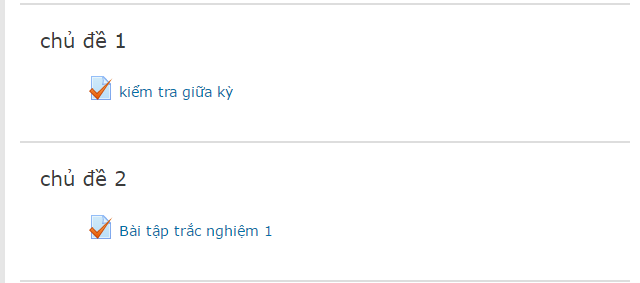 chủ đề 1
kiểm tra giữa kỳ
chủ đề 2
Bài tập trắc nghiệm 1